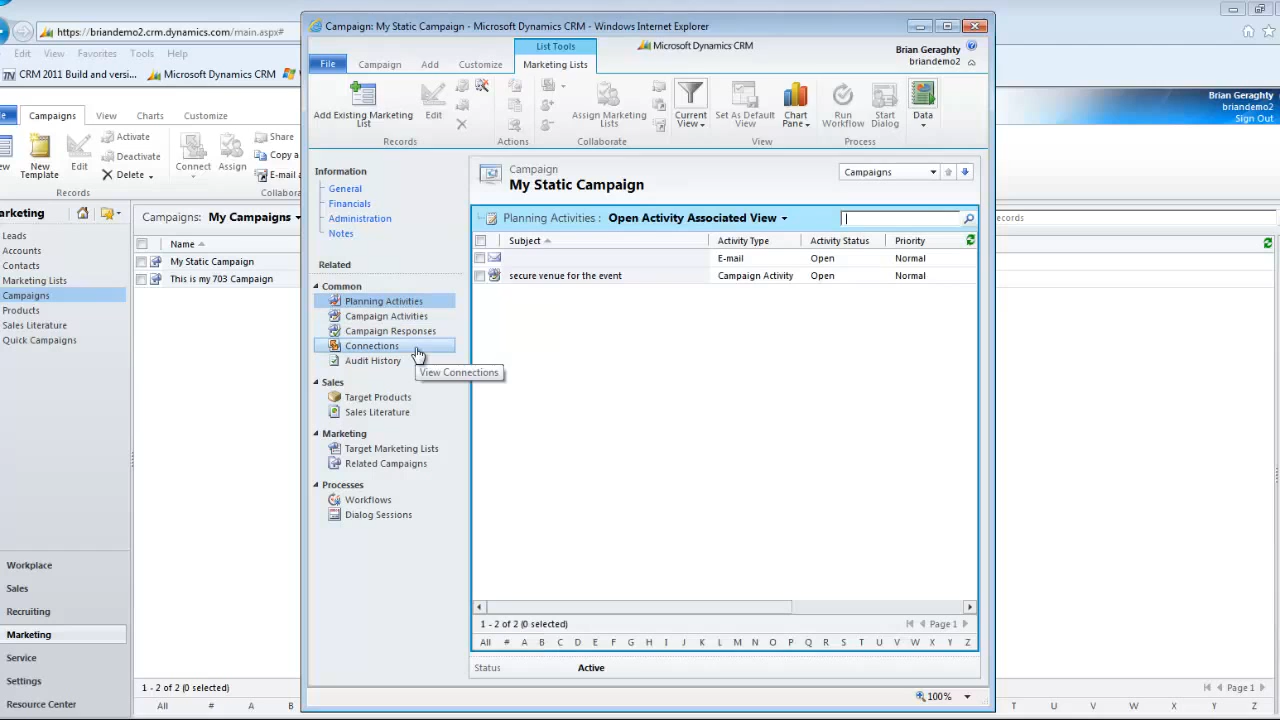 https://briandemo2.crm.dynamics.com/main.aspx#
Edit View Favorites Tools Help
CRM 2011 Build and versi... Microsoft Dynamics CRM
Campaigns View Charts Customize
New Template
Edit
Activate
Deactivate
Delete
Connect
Assign
Share
Copy a
E-mail a
Records
Collabora
Campaigns: My Campaigns
Name
My Static Campaign
This is my 703 Campaign
Leads
Accounts
Contacts
Marketing Lists
Campaigns
Products
Sales Literature
Quick Campaigns
Workplace
Sales
Recruiting
Marketing
Service
Settings
Resource Center
1 - 2 of 2 (0 selected)
All # A B
Campaign: My Static Campaign - Microsoft Dynamics CRM - Windows Internet Explorer
List Tools
Microsoft Dynamics CRM
Brian Geraghty
briandemo2
File Campaign Add Customize Marketing Lists
Add Existing Marketing List
Edit
Assign Marketing Lists
Current View
Set As Default View
Chart Pane
Run Workflow
Start Dialog
Data
Records Actions Collaborate View Process
Information
General
Financials
Administration
Notes
Related
Common
Planning Activities
Campaign Activities
Campaign Responses
Connections
Audit History
View Connections
Sales
Target Products
Sales Literature
Marketing
Target Marketing Lists
Related Campaigns
Processes
Workflows
Dialog Sessions
Campaign
My Static Campaign
Campaigns
Planning Activities : Open Activity Associated View
Subject Activity Type Activity Status Priority
E-mail Open Normal
secure venue for the event Campaign Activity Open Normal
1 - 2 of 2 (0 selected)
Page 1
All # A B C D E F G H I J K L M N O P Q R S T U V W X Y Z
Status Active
100%
Brian Geraghty
briandemo2
Sign Out
Page 1
T U V W X Y Z